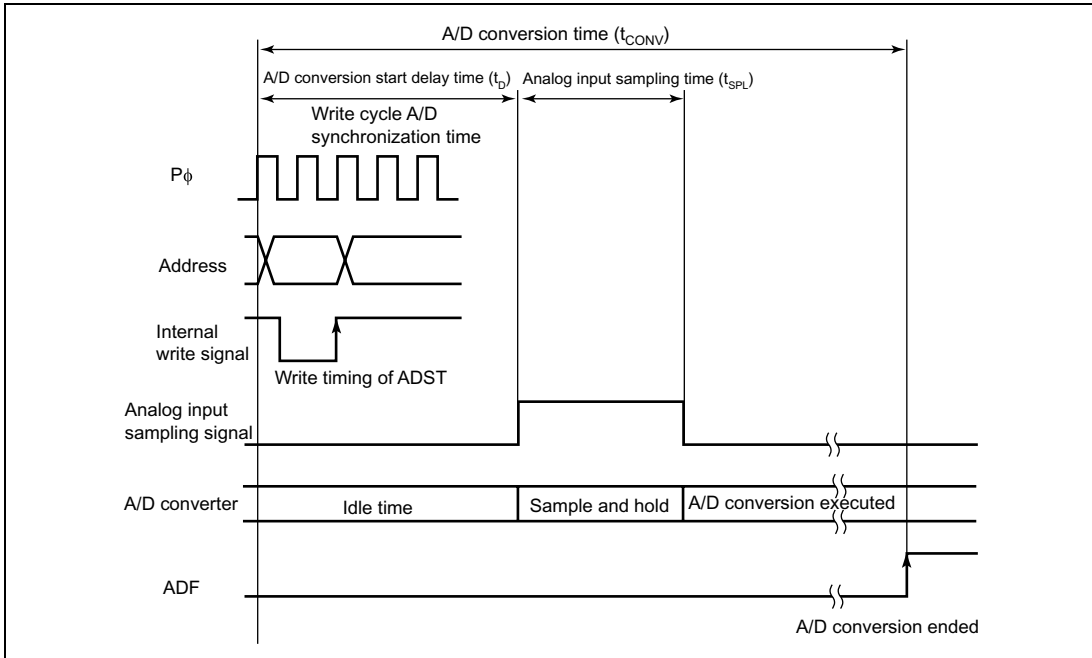 A/D conversion time (tCONV)
A/D conversion start delay time (tD)
Analog input sampling time (tSPL)
Write cycle A/D
synchronization time
Pϕ
Address
Internal
write signal
Write timing of ADST
Analog input
sampling signal
A/D converter
Idle time
Sample and hold
A/D conversion executed
ADF
A/D conversion ended